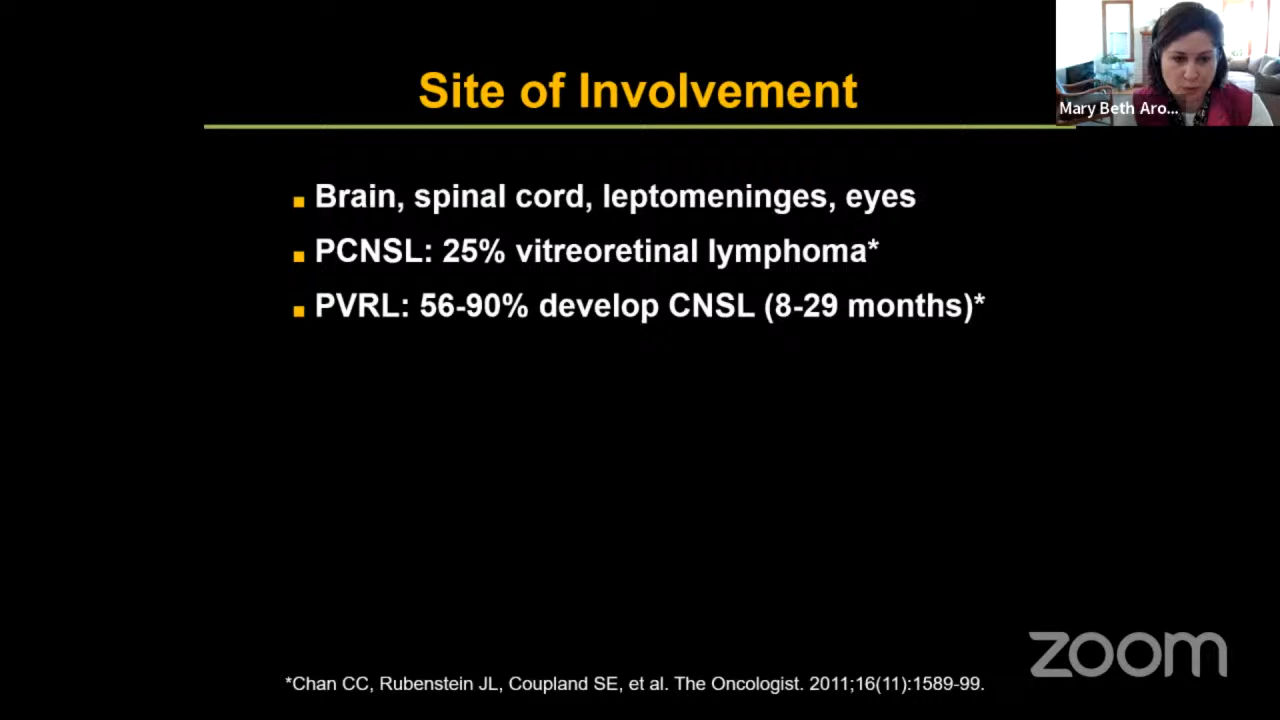 Site of Involvement
Mary Beth Aro...
Brain, spinal cord, leptomeninges, eyes
PCNSL: 25% vitreoretinal lymphoma*
PVRL: 56-90% develop CNSL (8-29 months)*
zoom
*Chan CC, Rubenstein JL, Coupland SE, et al. The Oncologist. 2011;16(11):1589-99.